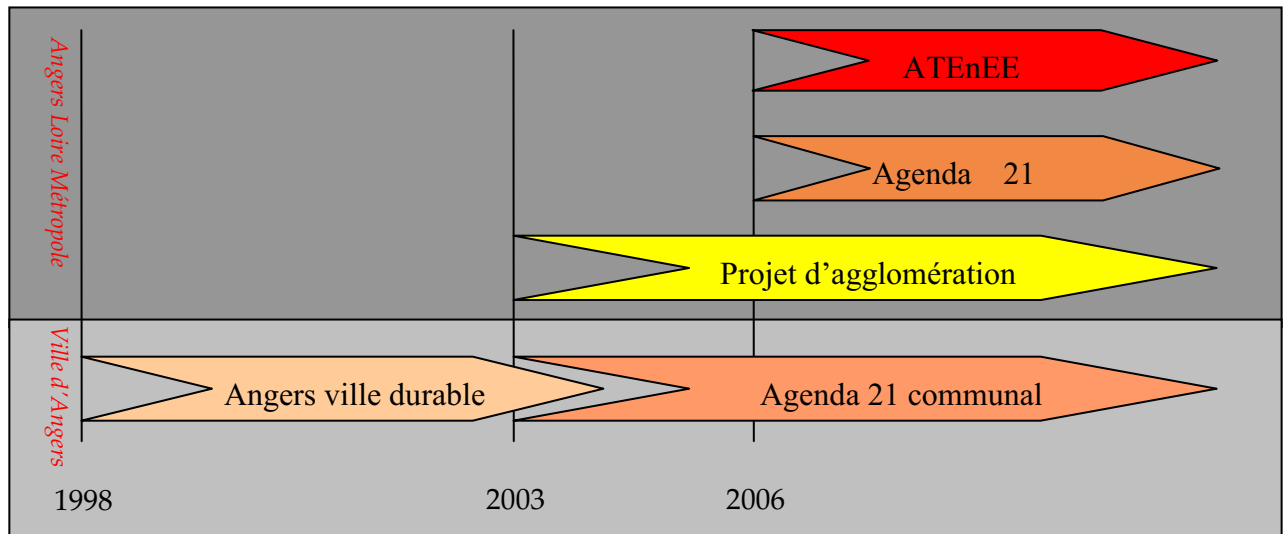 Angers Loire Métropole
ATEnEE
Agenda 21
Projet d’agglomération
Ville d’Angers
Angers ville durable
Agenda 21 communal
1998
2003
2006